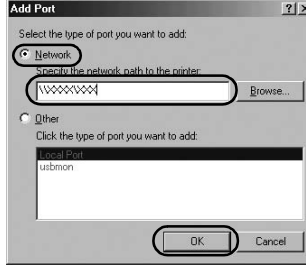 Add Port
? x
Select the type of port you want to add:
Network
Specify the network path to the printer:
\\XXXX\XXX
Browse...
Other
Click the type of port you want to add:
Local Port
usbmon
OK
Cancel